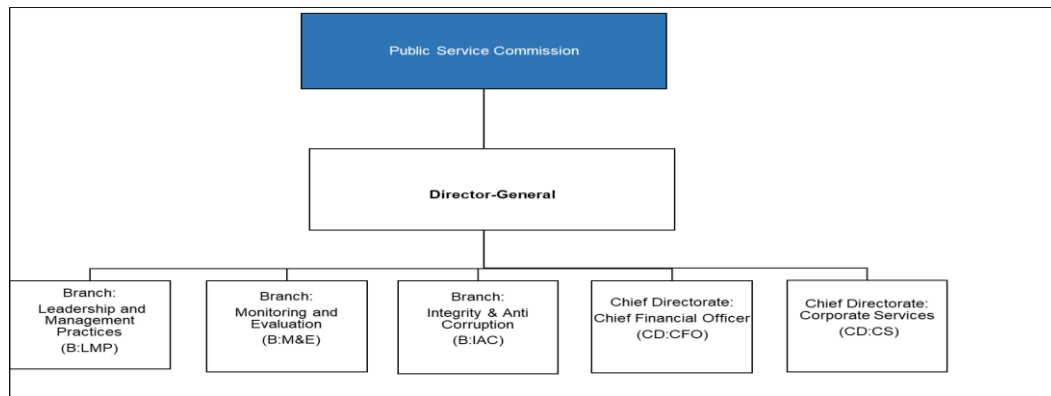 Public Service Commission
Director-General
Branch:
Leadership and
Management
Practices
(B:LMP)
Branch:
Monitoring and
Evaluation
(B:M&E)
Branch:
Integrity & Anti
Corruption
(B:IAC)
Chief Directorate:
Chief Financial Officer
(CD:CFO)
Chief Directorate:
Corporate Services
(CD:CS)